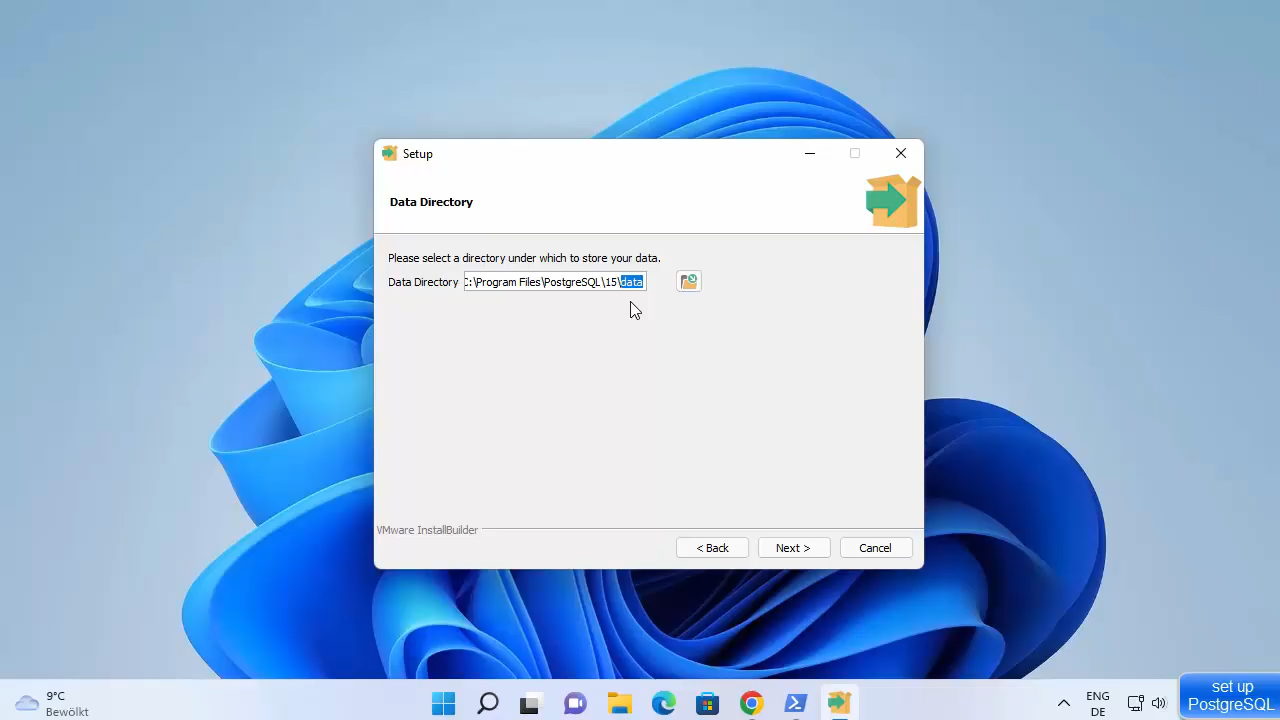 Setup
Data Directory
Please select a directory under which to store your data.
Data Directory
C:\Program Files\PostgreSQL\15\data
VMware InstallBuilder
< Back
Next >
Cancel
9°C
Bewölkt
ENG
DE
set up
PostgreSQL